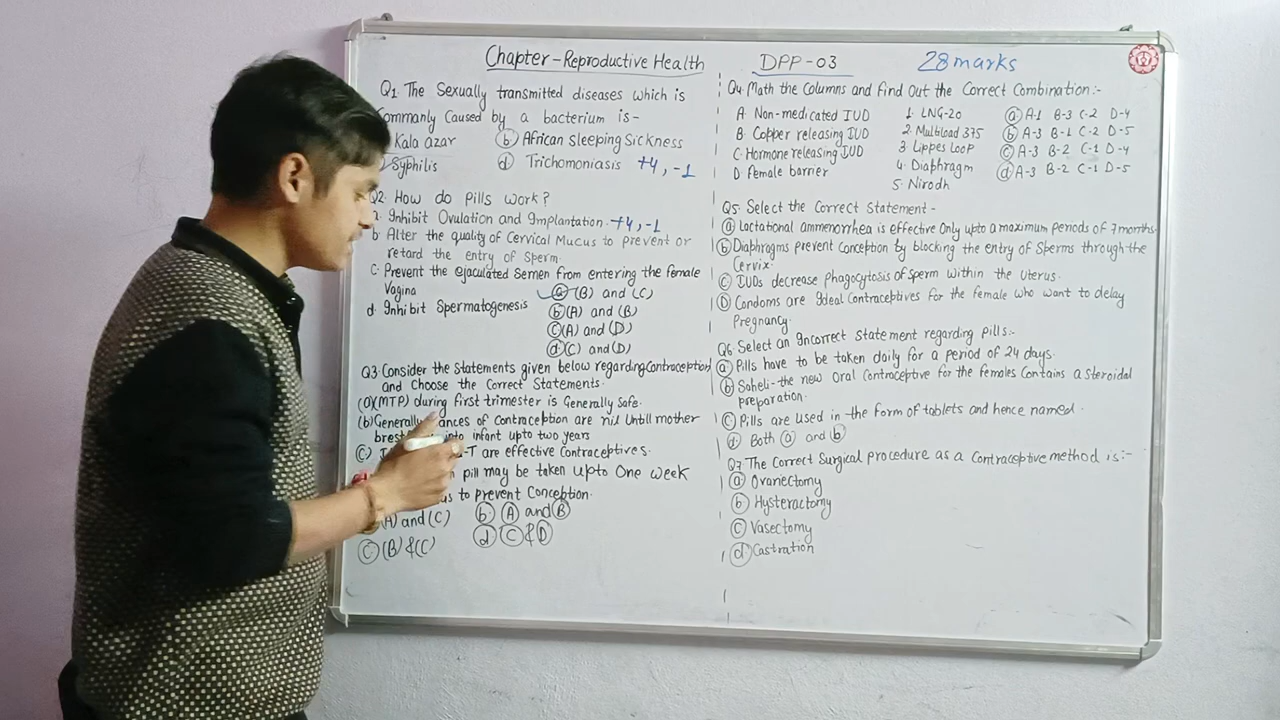 Chapter-Reproductive Health
DPP-03
28 marks
Q1 The Sexually transmitted diseases which is
Commanly Caused by a bacterium is-
Kala azar (b) African sleeping Sickness
Syphilis (d) Trichomoniasis +4, -1
Q2. How do Pills Work?
Inhibit Ovulation and Implantation. +4, -1
b. Alter the quality of Cervical Mucus to prevent or
retard the entry of Sperm.
C. Prevent the ejaculated Semen from entering the female
Vagina
(a) (B) and (C)
d. Inhibit Spermatogenesis
(b) (A) and (B)
(C) (A) and (D)
(d) (C) and (D)
Q3. Consider the Statements given below regarding Contraception
and Choose the Correct Statements.
(a) (MTP) during first trimester is Generally Safe.
(b) Generally ances of Contraception are nil Untill mother
brest into infant upto two years
(C) -T are effective Contraceptives.
pill may be taken Upto One Week
to prevent Conception.
(A) and (C) (b) (A) and (B)
(C) (B) & (C) (d) (C) & (D)
Q4 Math the Columns and find Out the Correct Combination:-
A. Non-medicated IUD 1. LNG-20 (a) A-1 B-3 C-2 D-4
B. Copper releasing IUD 2. Multiload 375 (b) A-3 B-1 C-2 D-5
C. Hormone releasing IUD 3 Lippes Loop (c) A-3 B-2 C-1 D-4
D. Female barrier 4. Diaphragm (d) A-3 B-2 C-1 D-5
5. Nirodh
Q5. Select the Correct Statement-
(a) Lactational ammenorrhea is effective Only upto a maximum periods of 7 months.
(b) Diaphragms prevent Conception by blocking the entry of Sperms through the
Cervix.
(C) IUDs decrease phagocytosis of sperm within the Uterus.
(D) Condoms are Ideal Contraceptives for the female who want to delay
Pregnancy.
Q6. Select an Incorrect Statement regarding Pills:-
(a) Pills have to be taken daily for a period of 24 days.
(b) Saheli-the new Oral Contraceptive for the females Contains a Steroidal
preparation.
(C) Pills are Used in the form of tablets and hence named.
(d) Both (a) and (b)
Q7 The Correct Surgical procedure as a Contraceptive method is:-
(a) Ovariectomy
(b) Hysteractomy
(C) Vasectomy
(d) Castration